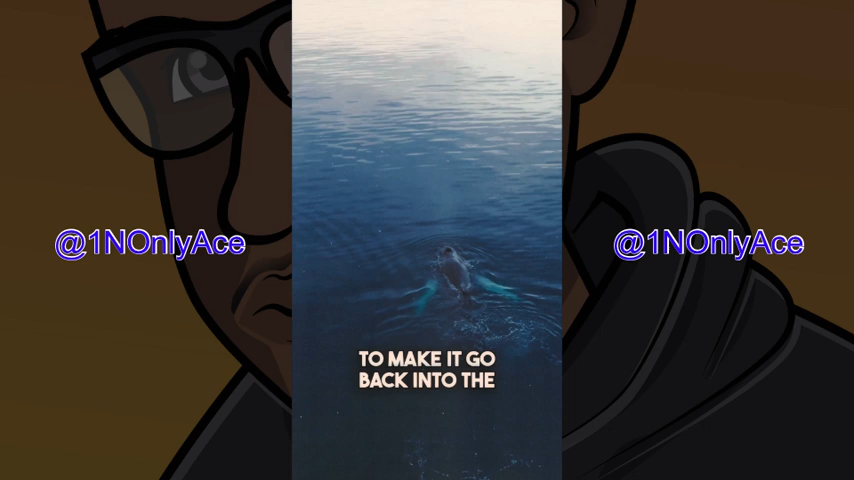 @1NOnlyAce
@1NOnlyAce
TO MAKE IT GO
BACK INTO THE